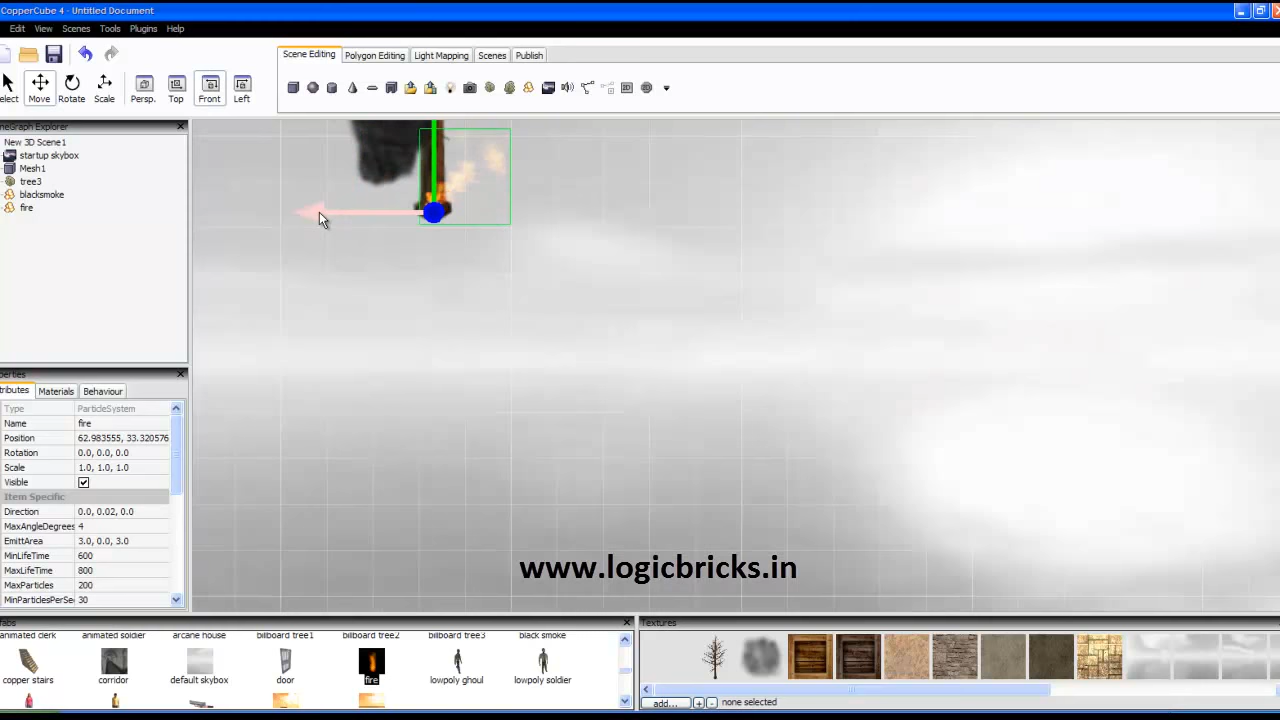 CopperCube 4 - Untitled Document
Edit View Scenes Tools Plugins Help
Scene Editing Polygon Editing Light Mapping Scenes Publish
elect Move Rotate Scale Persp. Top Front Left
neGraph Explorer
New 3D Scene1
startup skybox
Mesh1
tree3
blacksmoke
fire
perties
tributes Materials Behaviour
Type ParticleSystem
Name fire
Position 62.983555, 33.320576
Rotation 0.0, 0.0, 0.0
Scale 1.0, 1.0, 1.0
Visible
Item Specific
Direction 0.0, 0.02, 0.0
MaxAngleDegrees 4
EmittArea 3.0, 0.0, 3.0
MinLifeTime 600
MaxLifeTime 800
MaxParticles 200
MinParticlesPerSe 30
www.logicbricks.in
fabs
animated clerk animated soldier arcane house billboard tree1 billboard tree2 billboard tree3 black smoke
copper stairs corridor default skybox door fire lowpoly ghoul lowpoly soldier
Textures
add... + - none selected